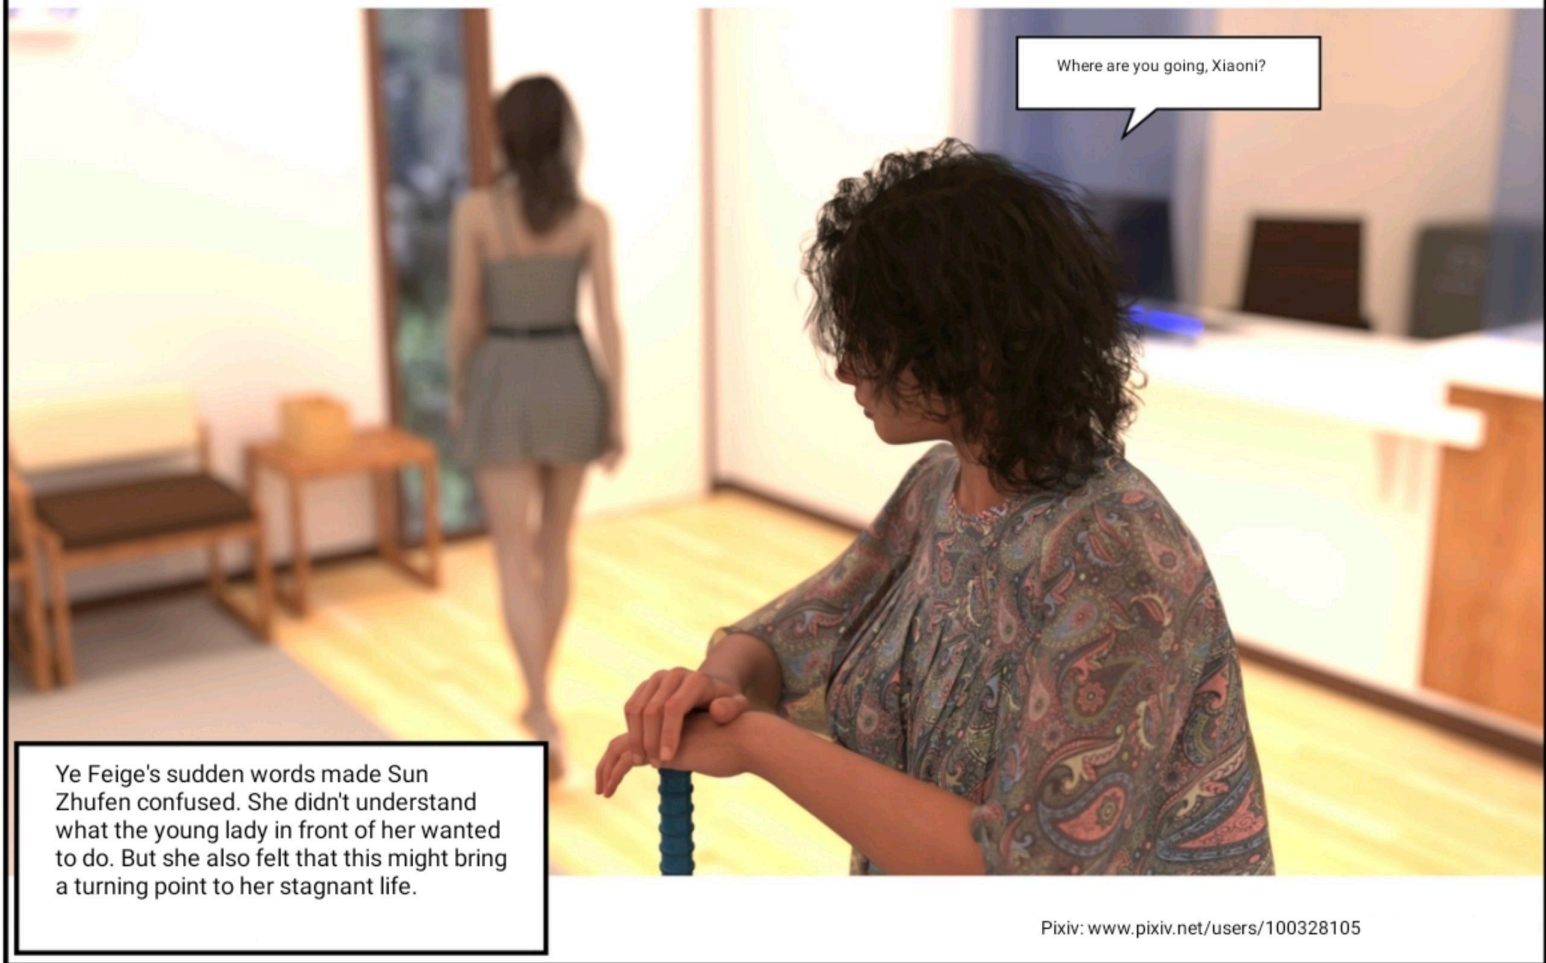 Where are you going, Xiaoni?
Ye Feige's sudden words made Sun
Zhufen confused. She didn't understand
what the young lady in front of her wanted
to do. But she also felt that this might bring
a turning point to her stagnant life.
Pixiv: www.pixiv.net/users/100328105